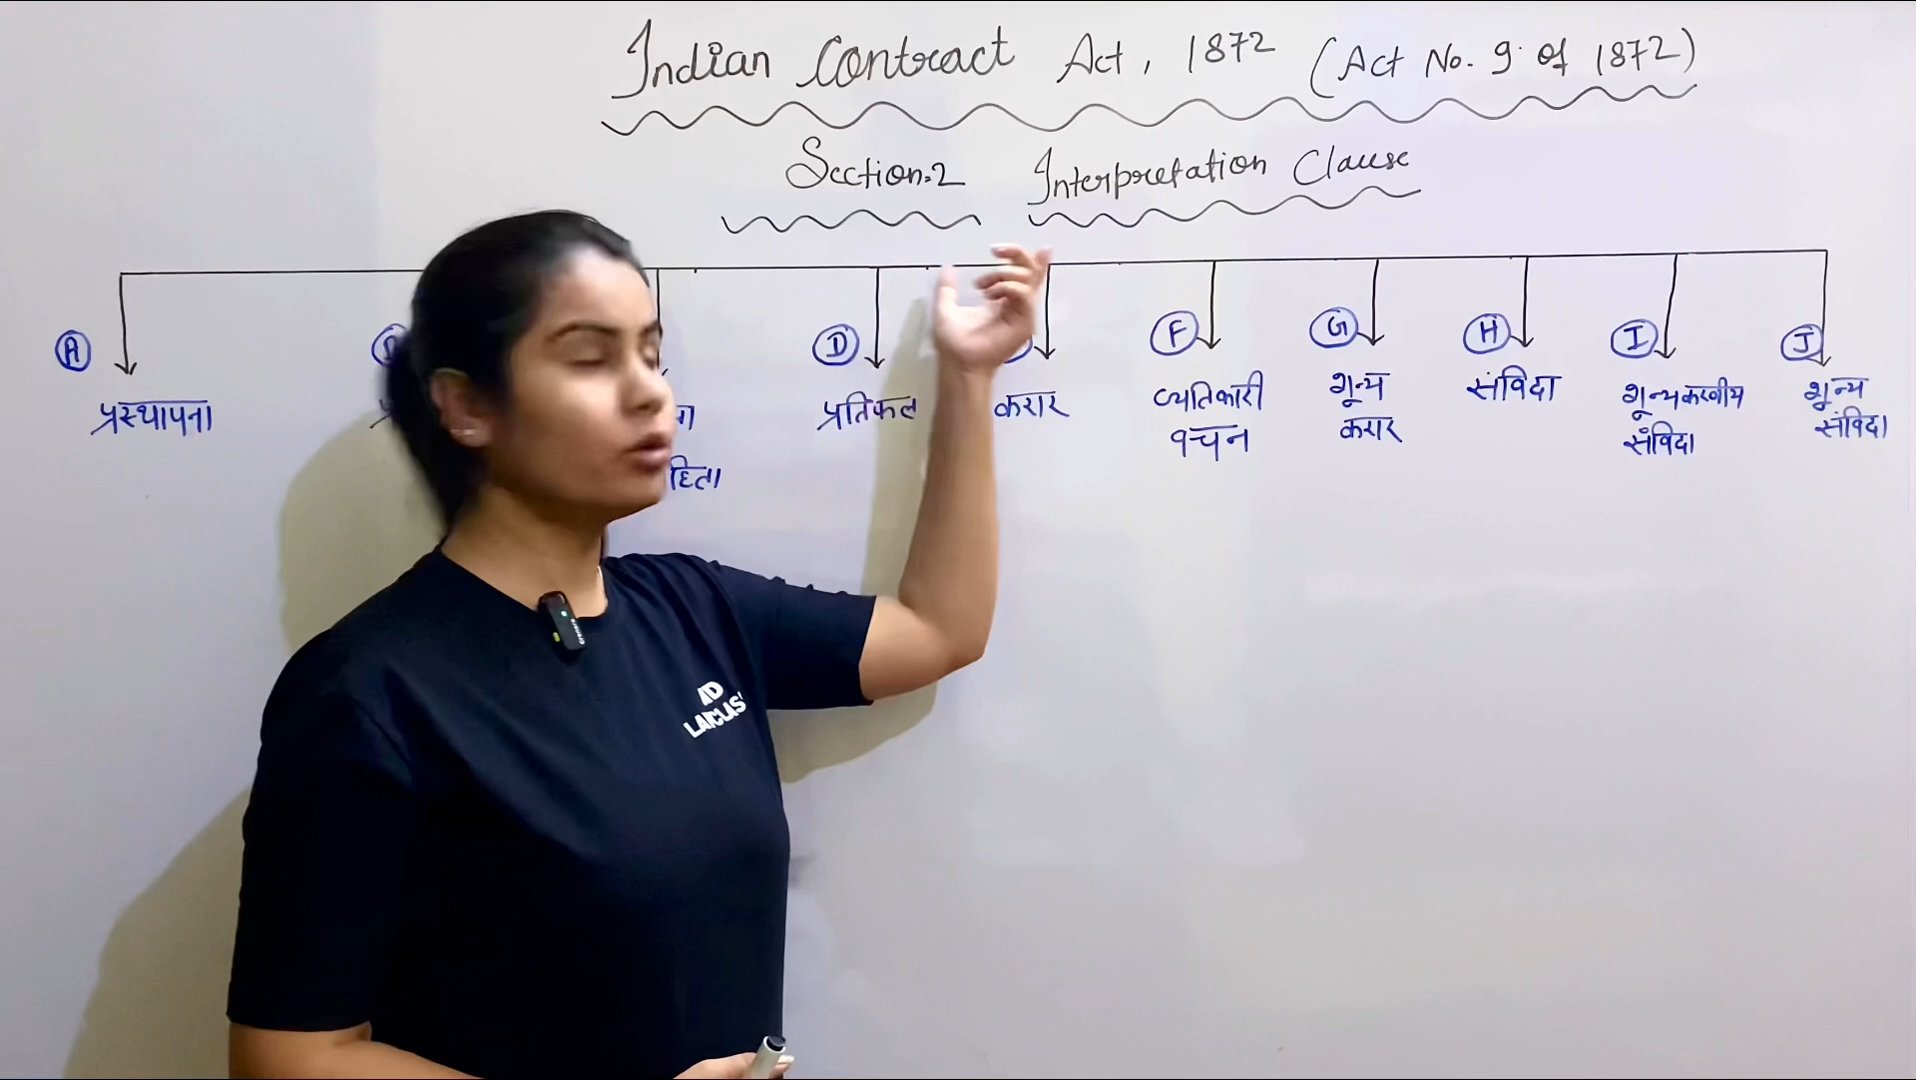 Indian Contract Act, 1872 (Act No. 9 of 1872)
Section.2 Interpretation Clause
A
D
F
G
H
I
J
प्रस्थापना
प्रतिफल
करार
व्यतिकारी
वचन
शून्य
करार
संविदा
शून्यकरणीय
संविदा
शून्य
संविदा
हिता
AD